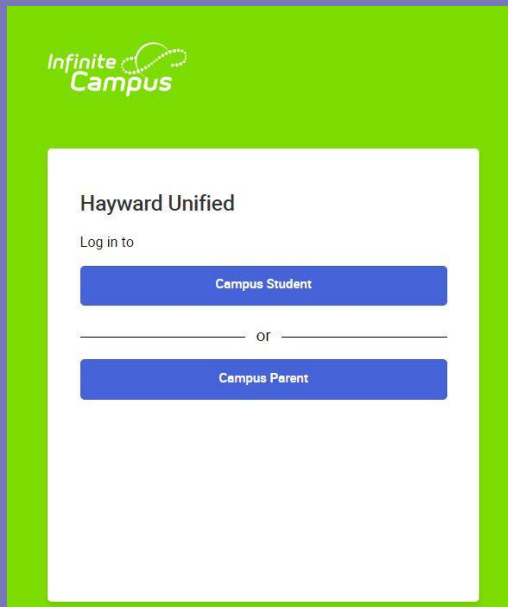 Infinite
Campus
Hayward Unified
Log in to
Campus Student
or
Campus Parent